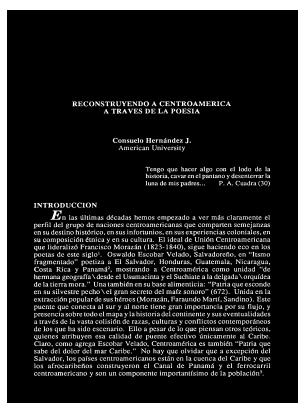 RECONSTRUYENDO A CENTROAMERICA
A TRAVES DE LA POESIA
Consuelo Hernández J.
American University
Tengo que hacer algo con el lodo de la
historia, cavar en el pantano y desenterrar la
luna de mis padres... P. A. Cuadra (30)
INTRODUCCION
En las últimas décadas hemos empezado a ver más claramente el
perfil del grupo de naciones centroamericanas que comparten semejanzas
en su destino histórico, en sus infortunios, en sus experiencias coloniales, en
su composición étnica y en su cultura. El ideal de Unión Centroamericana
que lideralizó Francisco Morazán (1823-1840), sigue haciendo eco en los
poetas de este siglo¹. Oswaldo Escobar Velado, Salvadoreño, en "Itsmo
fragmentado" poetiza a El Salvador, Honduras, Guatemala, Nicaragua,
Costa Rica y Panamá², mostrando a Centroamérica como unidad "de
hermana geografía \ desde el Usumacinta y el Suchiate a la delgada \ orquídea
de la tierra mora." Una también en su base alimenticia: "Patria que esconde
en su silvestre pecho \ el gran secreto del maíz sonoro" (672). Unida en la
extracción popular de sus héroes (Morazán, Faraundo Martí, Sandino). Este
puente que conecta al sur y al norte tiene gran importancia por su flujo, y
presencia sobre todo el mapa y la historia del continente y sus eventualidades
a través de la vasta colisión de razas, culturas y conflictos contemporáneos
de los que ha sido escenario. Ello a pesar de lo que piensan otros teóricos,
quienes atribuyen esa calidad de puente efectivo únicamente al Caribe.
Claro, como agrega Escobar Velado, Centroamérica es también "Patria que
sabe del dolor del mar Caribe." No hay que olvidar que a excepción del
Salvador, los países centroamericanos están en la cuenca del Caribe y que
los afrocaribeños construyeron el Canal de Panamá y el ferrocarril
centroamericano y son un componente importantísimo de la población³.